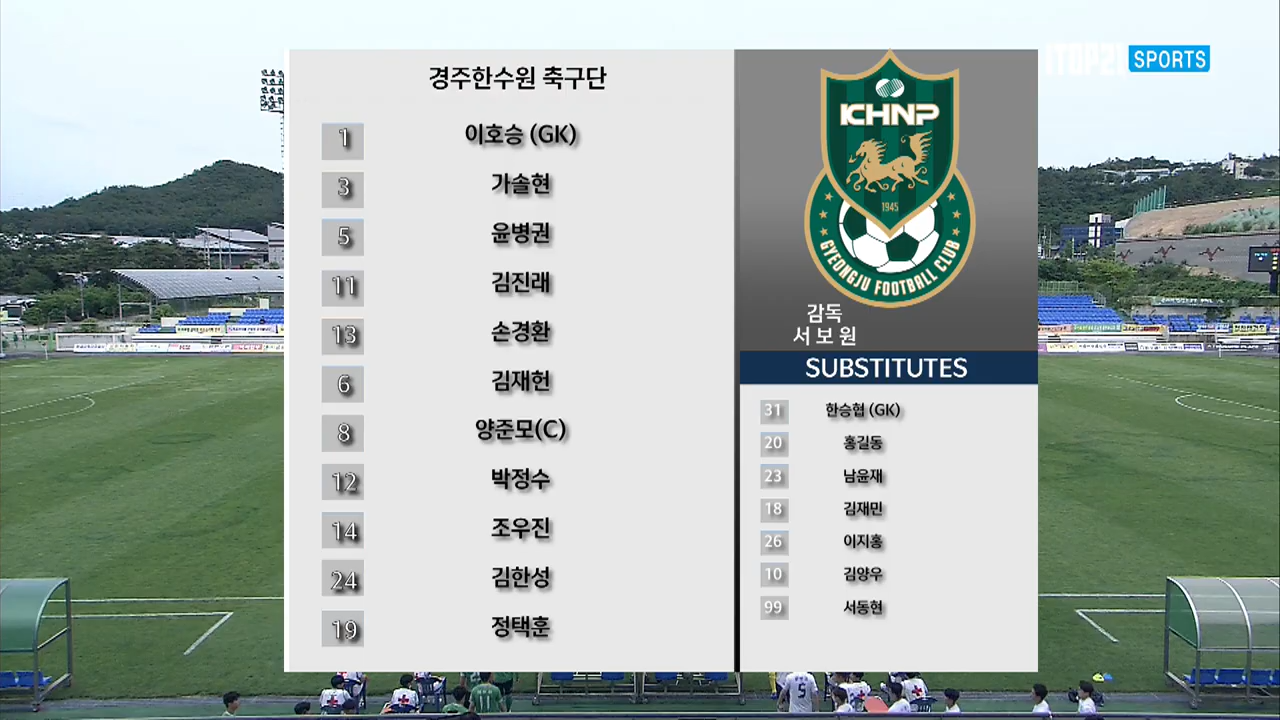 iTOP21 SPORTS
경주한수원 축구단
1 이호승 (GK)
3 가솔현
5 윤병권
11 김진래
13 손경환
6 김재헌
8 양준모(C)
12 박정수
14 조우진
24 김한성
19 정택훈
KHNP
1945
GYEONGJU FOOTBALL CLUB
감독
서보원
SUBSTITUTES
31 한승협 (GK)
20 홍길동
23 남윤재
18 김재민
26 이지홍
10 김양우
99 서동현
5